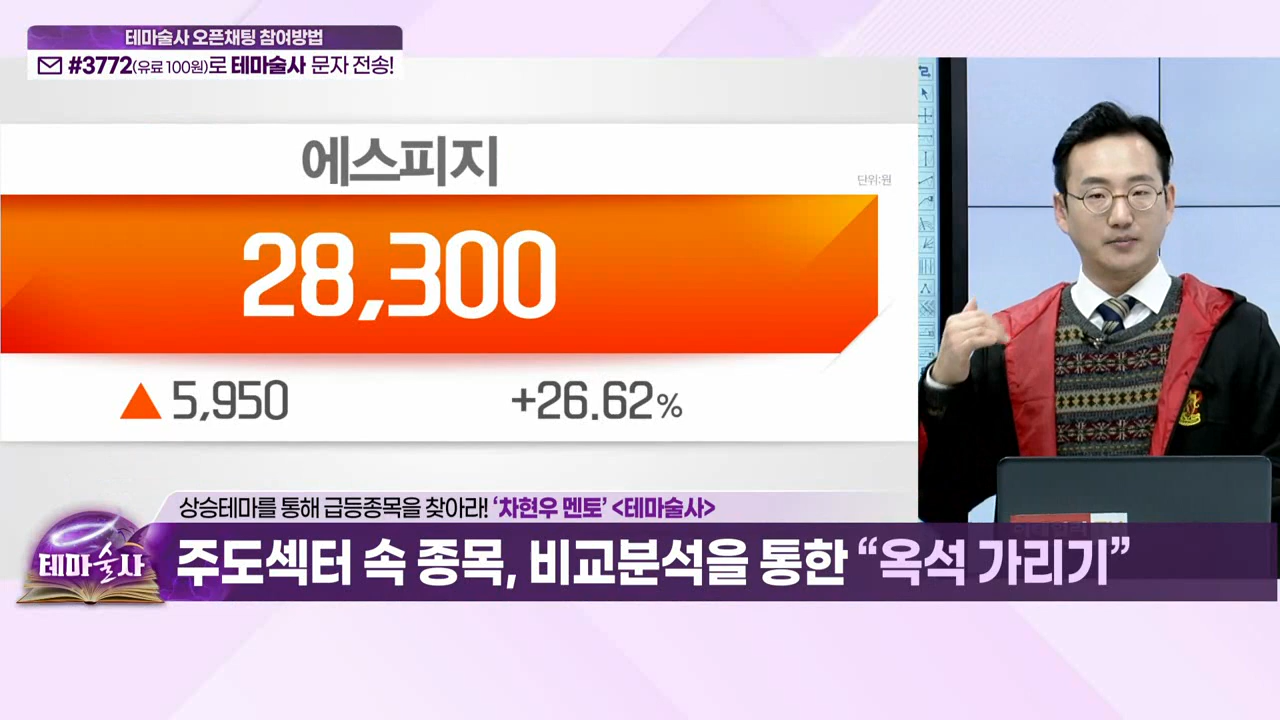 테마술사 오픈채팅 참여방법
#3772(유료 100원)로 테마술사 문자 전송!
에스피지
단위:원
28,300
▲ 5,950 +26.62%
상승테마를 통해 급등종목을 찾아라! ‘차현우 멘토’ <테마술사>
테마술사
주도섹터 속 종목, 비교분석을 통한 “옥석 가리기”